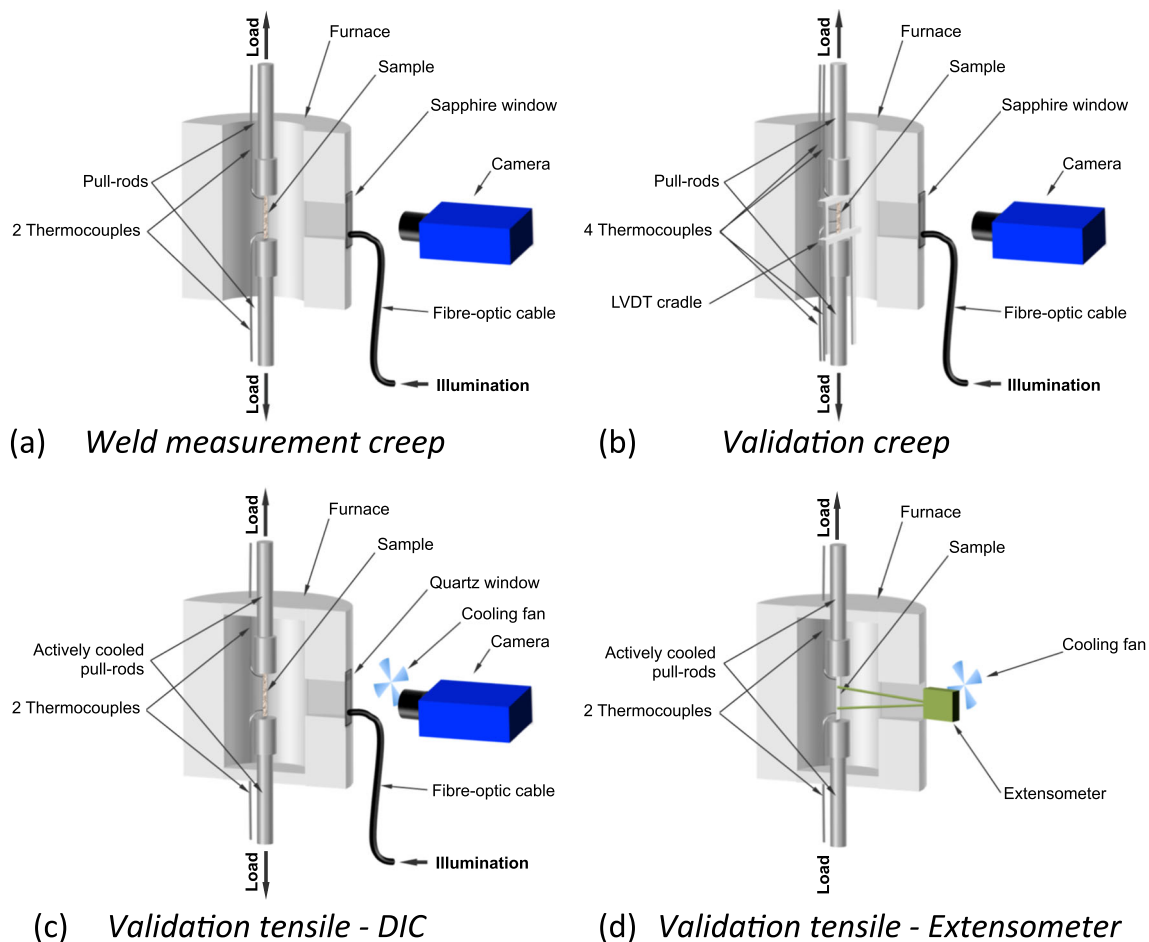 Load
Furnace
Sample
Sapphire window
Camera
Pull-rods
2 Thermocouples
Fibre-optic cable
Illumination
Load
(a) Weld measurement creep
Load
Furnace
Sample
Sapphire window
Camera
Pull-rods
4 Thermocouples
LVDT cradle
Fibre-optic cable
Illumination
Load
(b) Validation creep
Load
Furnace
Sample
Quartz window
Cooling fan
Camera
Actively cooled
pull-rods
2 Thermocouples
Fibre-optic cable
Illumination
Load
(c) Validation tensile - DIC
Load
Furnace
Sample
Cooling fan
Actively cooled
pull-rods
2 Thermocouples
Extensometer
Load
(d) Validation tensile - Extensometer